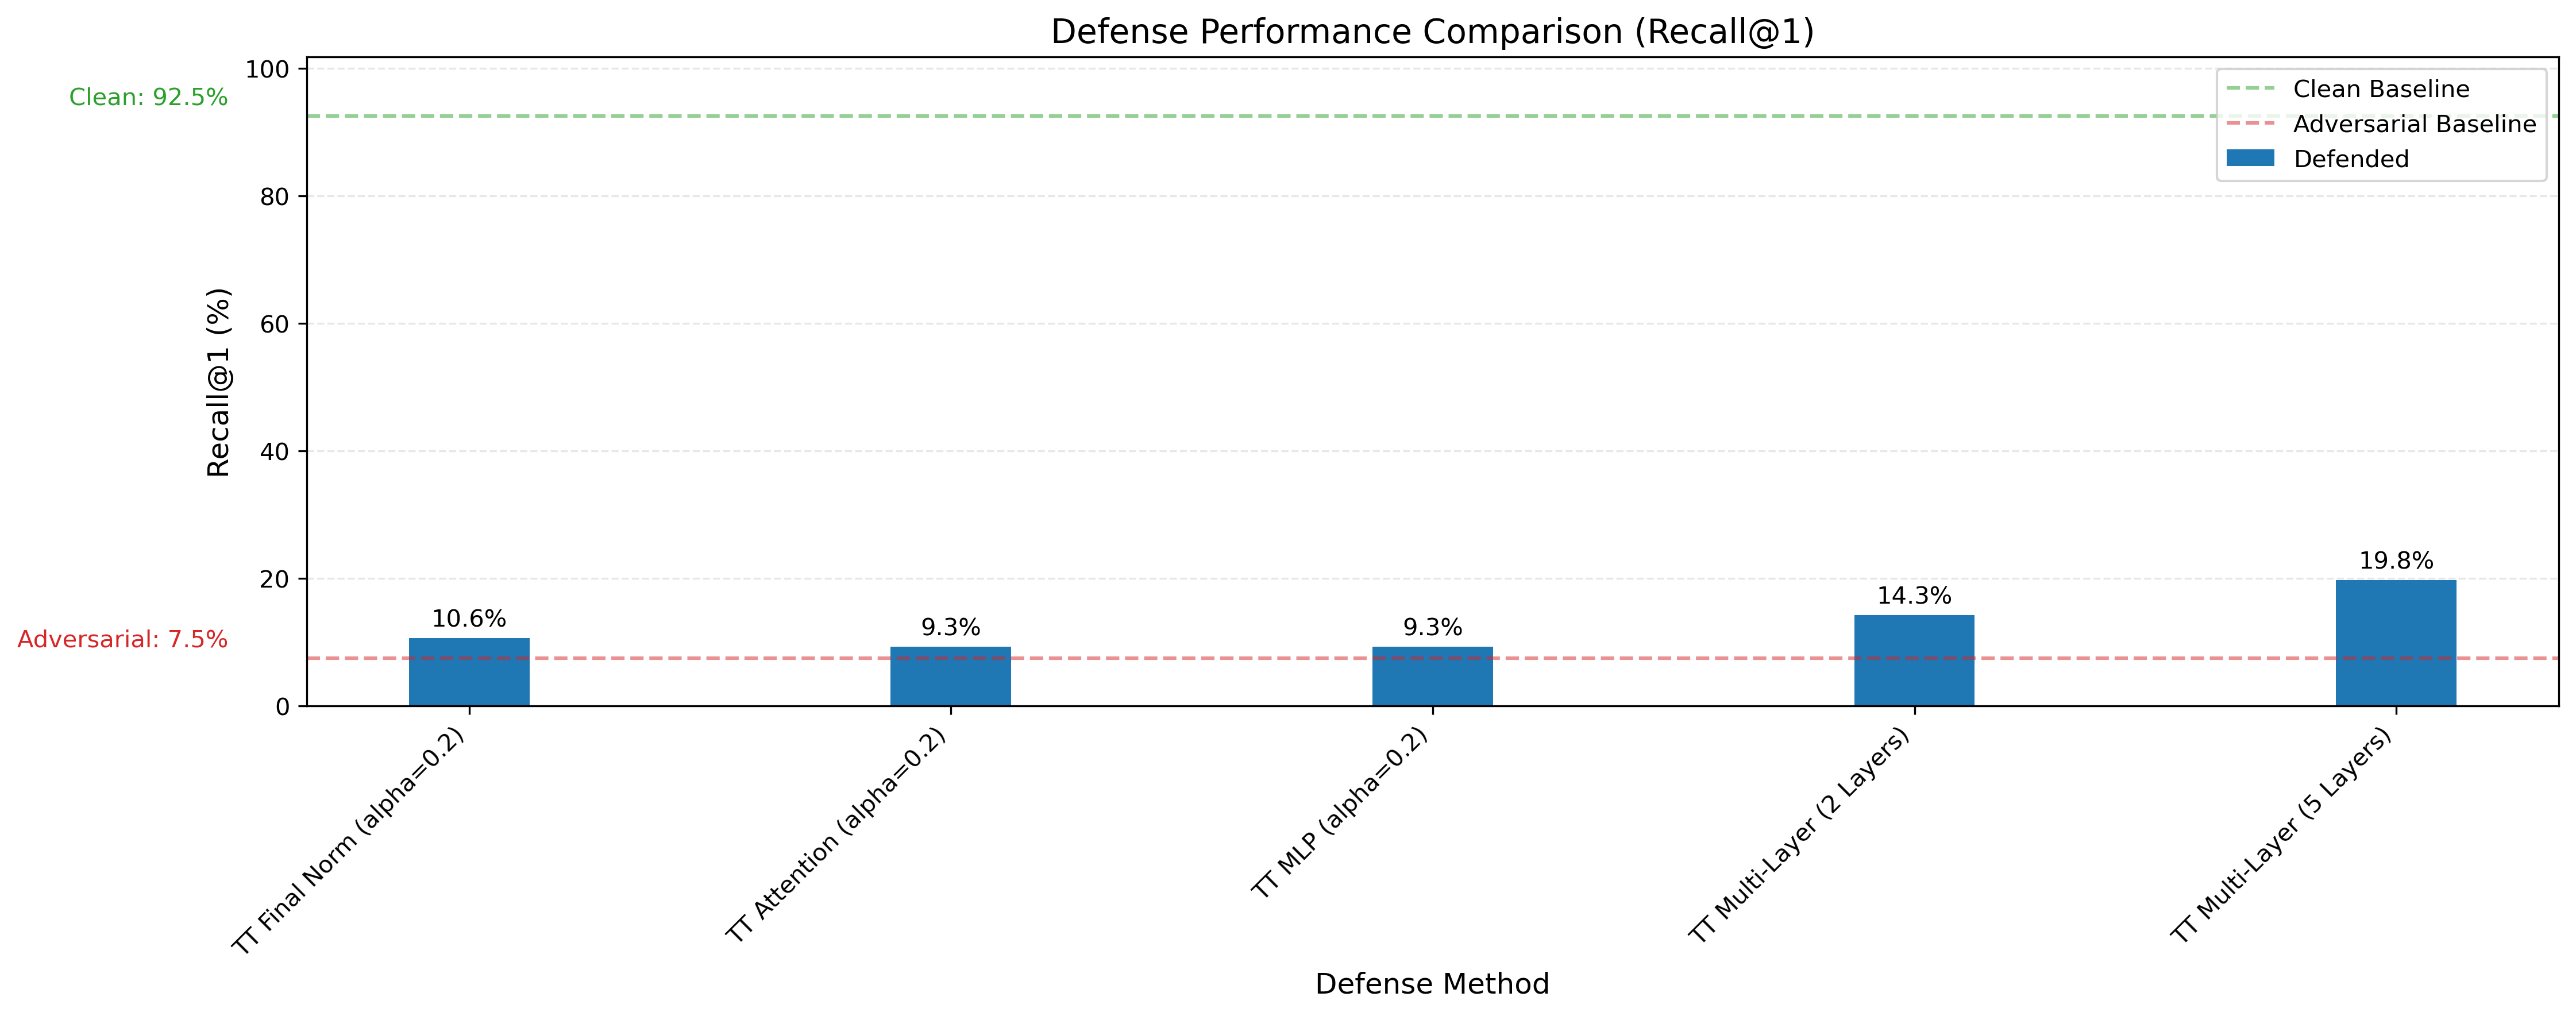 Defense Performance Comparison (Recall@1)
Clean: 92.5%
Adversarial: 7.5%
Recall@1 (%)
100
80
60
40
20
0
Clean Baseline
Adversarial Baseline
Defended
10.6%
9.3%
9.3%
14.3%
19.8%
TT Final Norm (alpha=0.2)
TT Attention (alpha=0.2)
TT MLP (alpha=0.2)
TT Multi-Layer (2 Layers)
TT Multi-Layer (5 Layers)
Defense Method